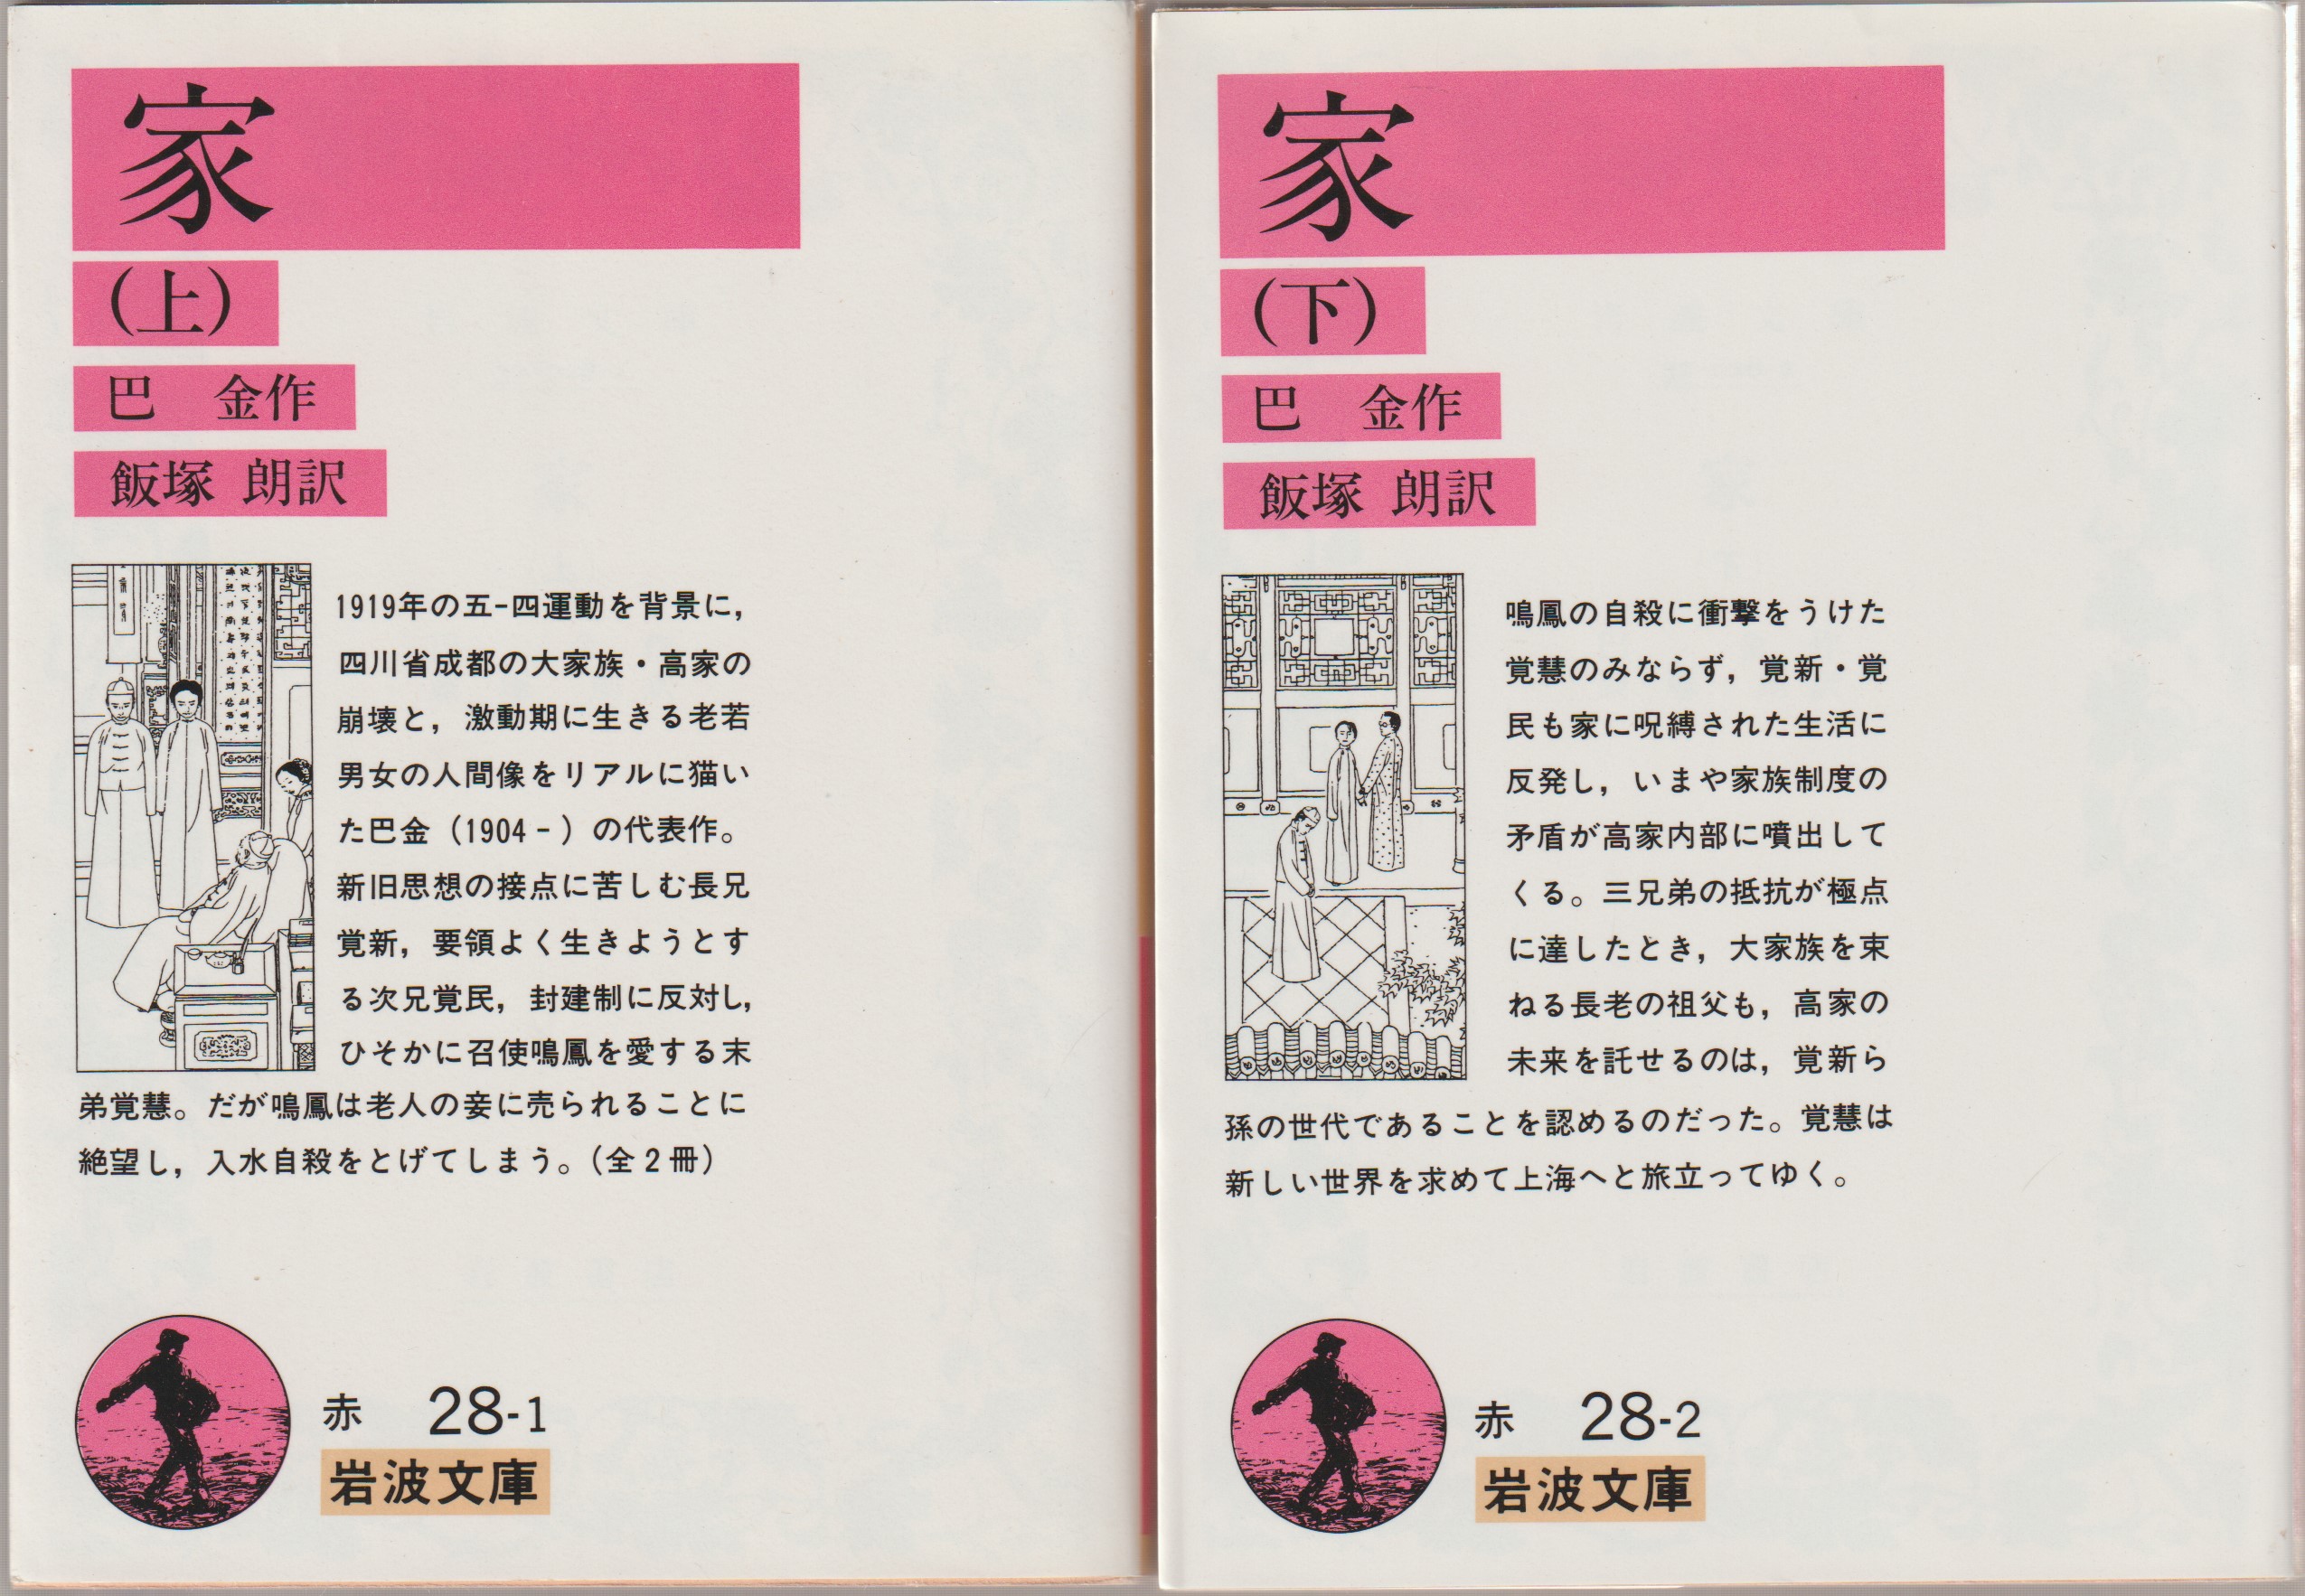 家
（上）
巴　金作
飯塚 朗訳
1919年の五-四運動を背景に，
四川省成都の大家族・高家の
崩壊と，激動期に生きる老若
男女の人間像をリアルに描い
た巴金（1904 - ）の代表作。
新旧思想の接点に苦しむ長兄
覚新，要領よく生きようとす
る次兄覚民，封建制に反対し，
ひそかに召使鳴鳳を愛する末
弟覚慧。だが鳴鳳は老人の妾に売られることに
絶望し，入水自殺をとげてしまう。（全２冊）
赤　28-1
岩波文庫
家
（下）
巴　金作
飯塚 朗訳
鳴鳳の自殺に衝撃をうけた
覚慧のみならず，覚新・覚
民も家に呪縛された生活に
反発し，いまや家族制度の
矛盾が高家内部に噴出して
くる。三兄弟の抵抗が極点
に達したとき，大家族を束
ねる長老の祖父も，高家の
未来を託せるのは，覚新ら
孫の世代であることを認めるのだった。覚慧は
新しい世界を求めて上海へと旅立ってゆく。
赤　28-2
岩波文庫